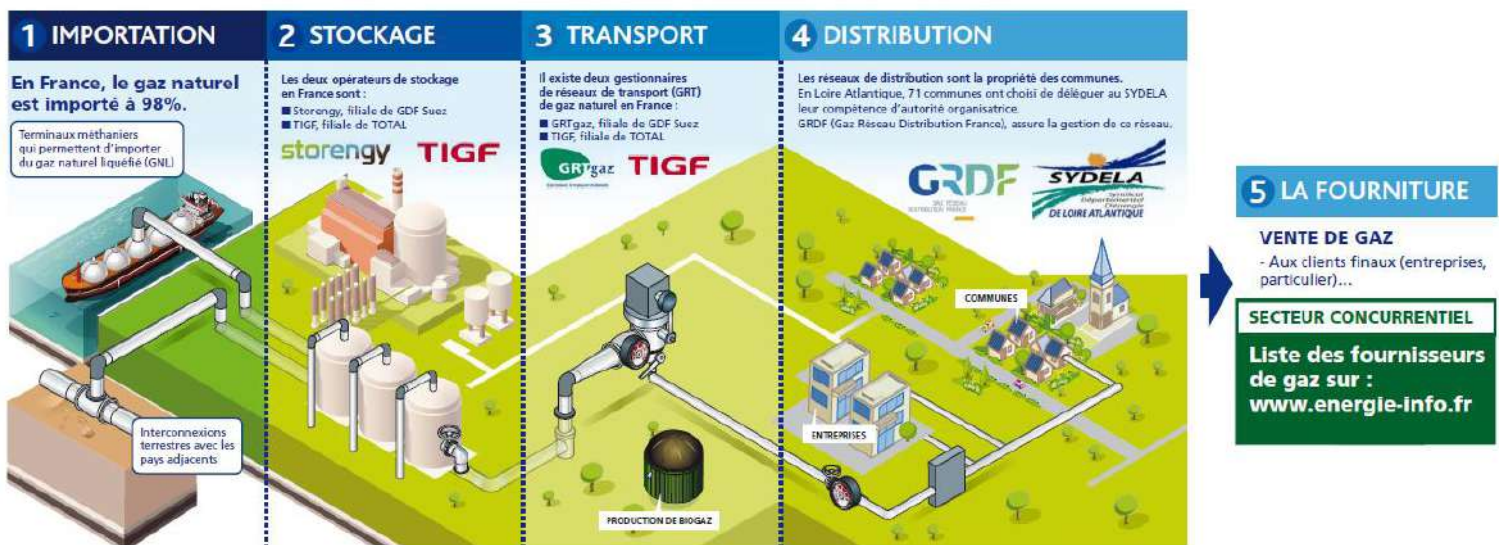 1 IMPORTATION
En France, le gaz naturel
est importé à 98%.
Terminaux méthaniers
qui permettent d'importer
du gaz naturel liquéfié (GNL)
Interconnexions
terrestres avec les
pays adjacents
2 STOCKAGE
Les deux opérateurs de stockage
en France sont :
■ Storengy, filiale de GDF Suez
■ TIGF, filiale de TOTAL
storengy TIGF
3 TRANSPORT
Il existe deux gestionnaires
de réseaux de transport (GRT)
de gaz naturel en France :
■ GRTgaz, filiale de GDF Suez
■ TIGF, filiale de TOTAL
GRTgaz TIGF
PRODUCTION DE BIOGAZ
4 DISTRIBUTION
Les réseaux de distribution sont la propriété des communes.
En Loire Atlantique, 71 communes ont choisi de déléguer au SYDELA
leur compétence d'autorité organisatrice.
GRDF (Gaz Réseau Distribution France), assure la gestion de ce réseau.
GRDF
GAZ RÉSEAU
DISTRIBUTION FRANCE
SYDELA
Syndicat
Départemental
d'énergie
DE LOIRE ATLANTIQUE
COMMUNES
ENTREPRISES
5 LA FOURNITURE
VENTE DE GAZ
- Aux clients finaux (entreprises,
particulier)...
SECTEUR CONCURRENTIEL
Liste des fournisseurs
de gaz sur :
www.energie-info.fr